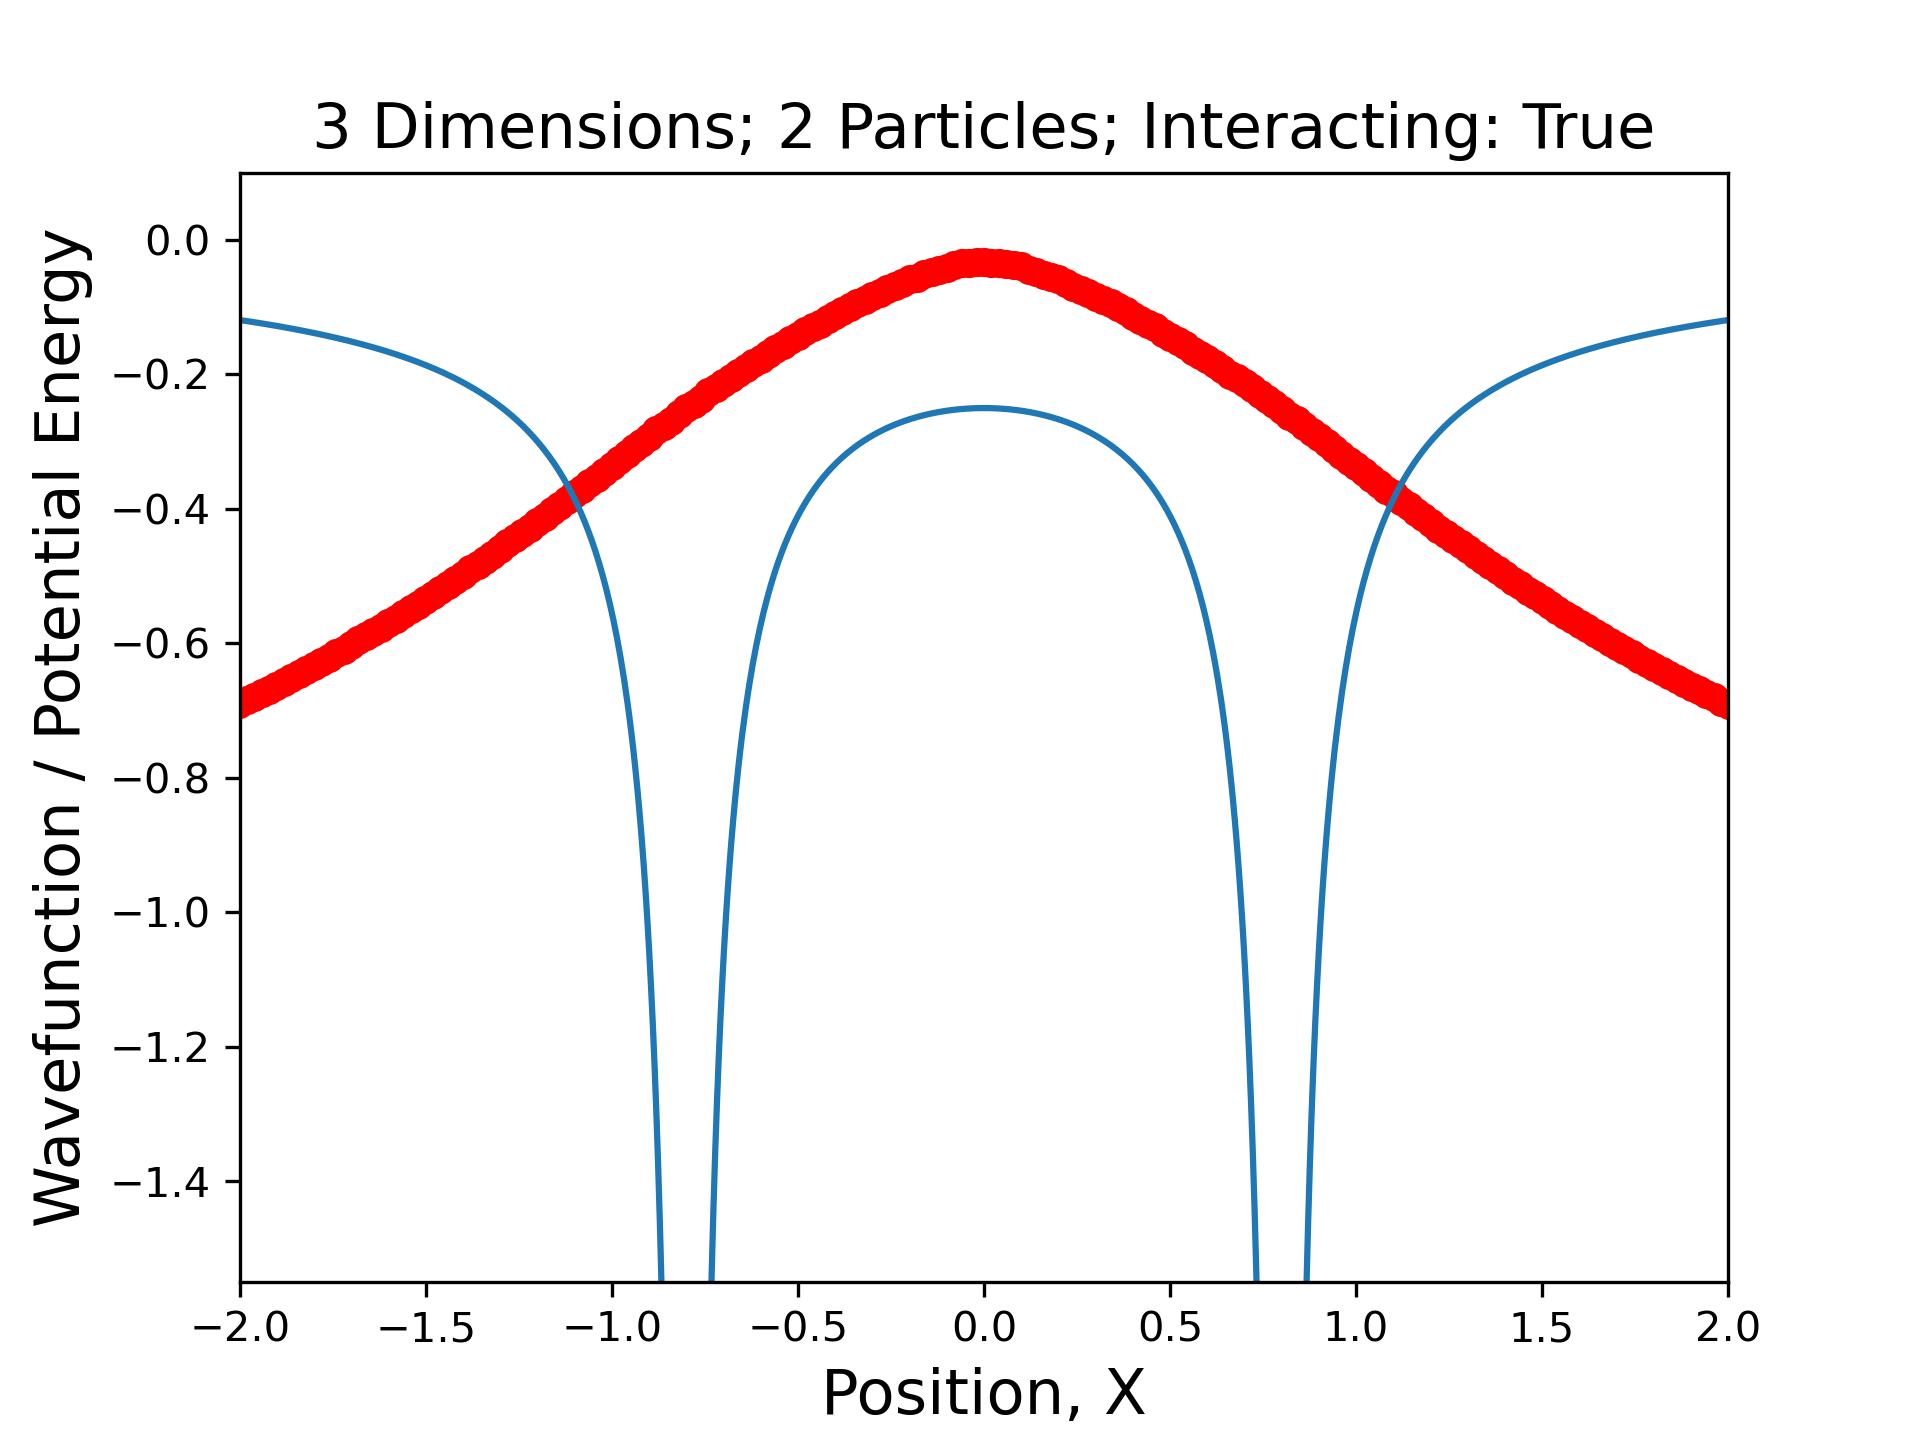 3 Dimensions; 2 Particles; Interacting: True
Wavefunction / Potential Energy
0.0
−0.2
−0.4
−0.6
−0.8
−1.0
−1.2
−1.4
−2.0 −1.5 −1.0 −0.5 0.0 0.5 1.0 1.5 2.0
Position, X